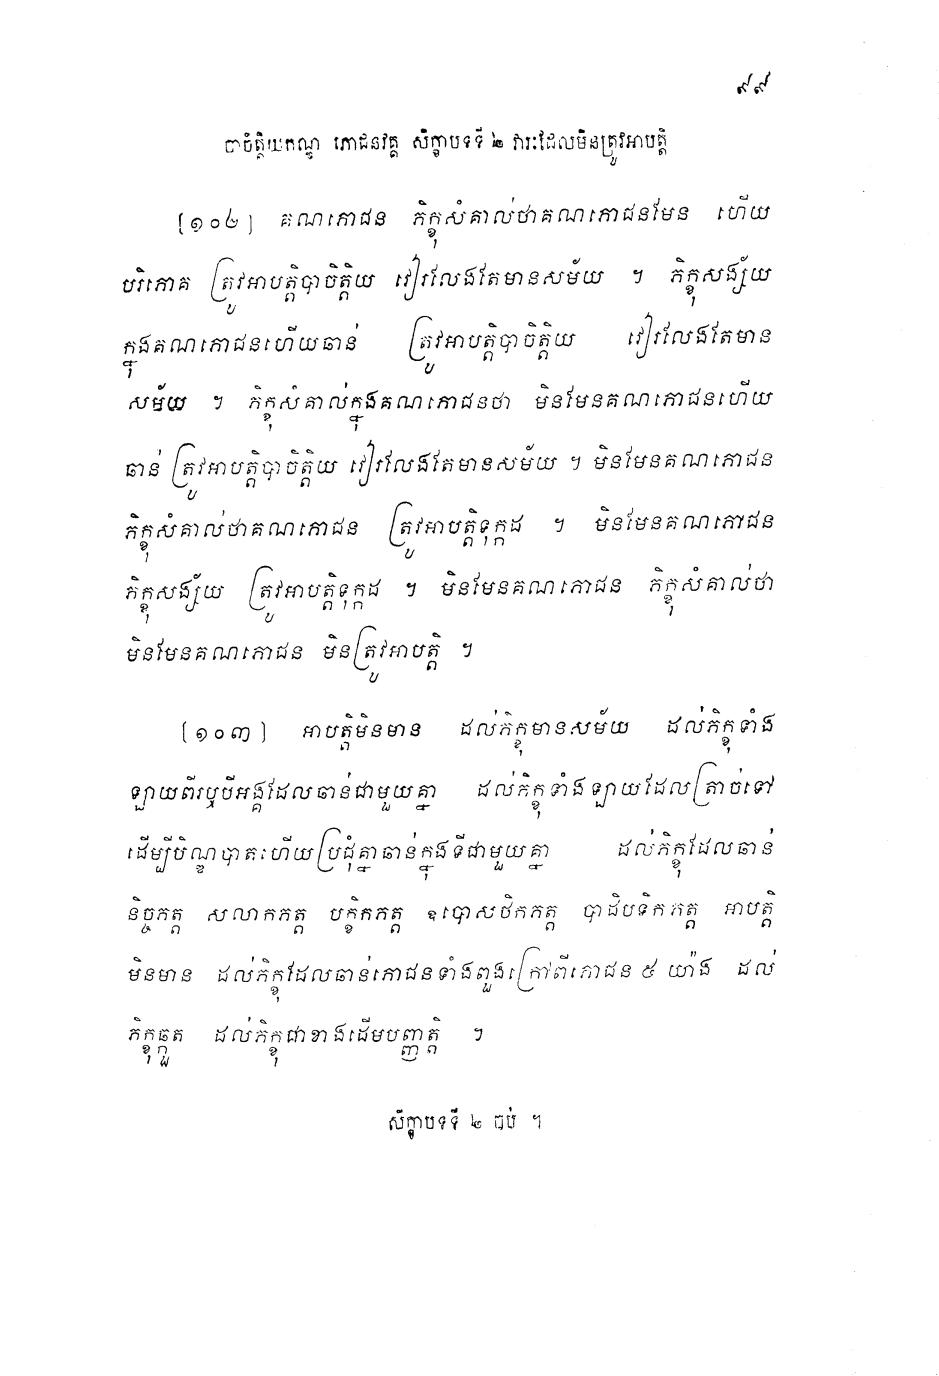 ៩៩
បាចិត្តិយកណ្ឌ ភោជនវគ្គ សិក្ខាបទទី ២ វារៈដែលមិនត្រូវអាបត្តិ
[១០២] គណភោជន ភិក្ខុសំគាល់ថាគណភោជនមែន ហើយ
បរិភោគ ត្រូវអាបត្តិបាចិត្តិយ វៀរលែងតែមានសម័យ ។ ភិក្ខុសង្ស័យ
ក្នុងគណភោជនហើយឆាន់ ត្រូវអាបត្តិបាចិត្តិយ វៀរលែងតែមាន
សម័យ ។ ភិក្ខុសំគាល់ក្នុងគណភោជនថា មិនមែនគណភោជនហើយ
ឆាន់ ត្រូវអាបត្តិបាចិត្តិយ វៀរលែងតែមានសម័យ ។ មិនមែនគណភោជន
ភិក្ខុសំគាល់ថាគណភោជន ត្រូវអាបត្តិទុក្កដ ។ មិនមែនគណភោជន
ភិក្ខុសង្ស័យ ត្រូវអាបត្តិទុក្កដ ។ មិនមែនគណភោជន ភិក្ខុសំគាល់ថា
មិនមែនគណភោជន មិនត្រូវអាបត្តិ ។
[១០៣] អាបត្តិមិនមាន ដល់ភិក្ខុមានសម័យ ដល់ភិក្ខុទាំង
ឡាយពីរឬបីអង្គដែលឆាន់ជាមួយគ្នា ដល់ភិក្ខុទាំងឡាយដែលត្រាច់ទៅ
ដើម្បីបិណ្ឌបាតហើយប្រជុំគ្នាឆាន់ក្នុងទីជាមួយគ្នា ដល់ភិក្ខុដែលឆាន់
និច្ចភត្ត សលាកភត្ត បក្ខិកភត្ត ឧបោសថិកភត្ត បាដិបទិកភត្ត អាបត្តិ
មិនមាន ដល់ភិក្ខុដែលឆាន់ភោជនទាំងពួងក្រៅពីភោជន ៥ យ៉ាង ដល់
ភិក្ខុឆ្កួត ដល់ភិក្ខុជាខាងដើមបញ្ញត្តិ ។
សិក្ខាបទទី ២ ចប់ ។